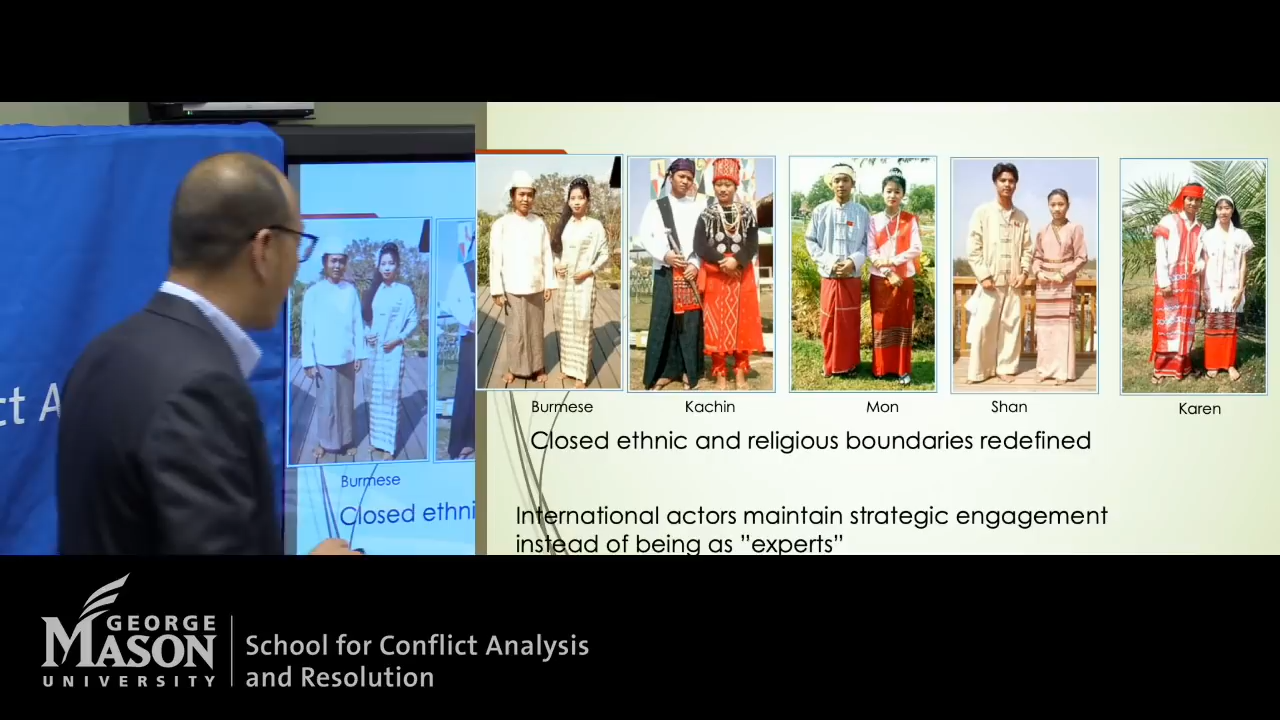 ct A
Burmese
Closed ethni
Burmese
Kachin
Mon
Shan
Karen
Closed ethnic and religious boundaries redefined
International actors maintain strategic engagement
instead of being as ”experts”
GEORGE
MASON
UNIVERSITY
School for Conflict Analysis
and Resolution